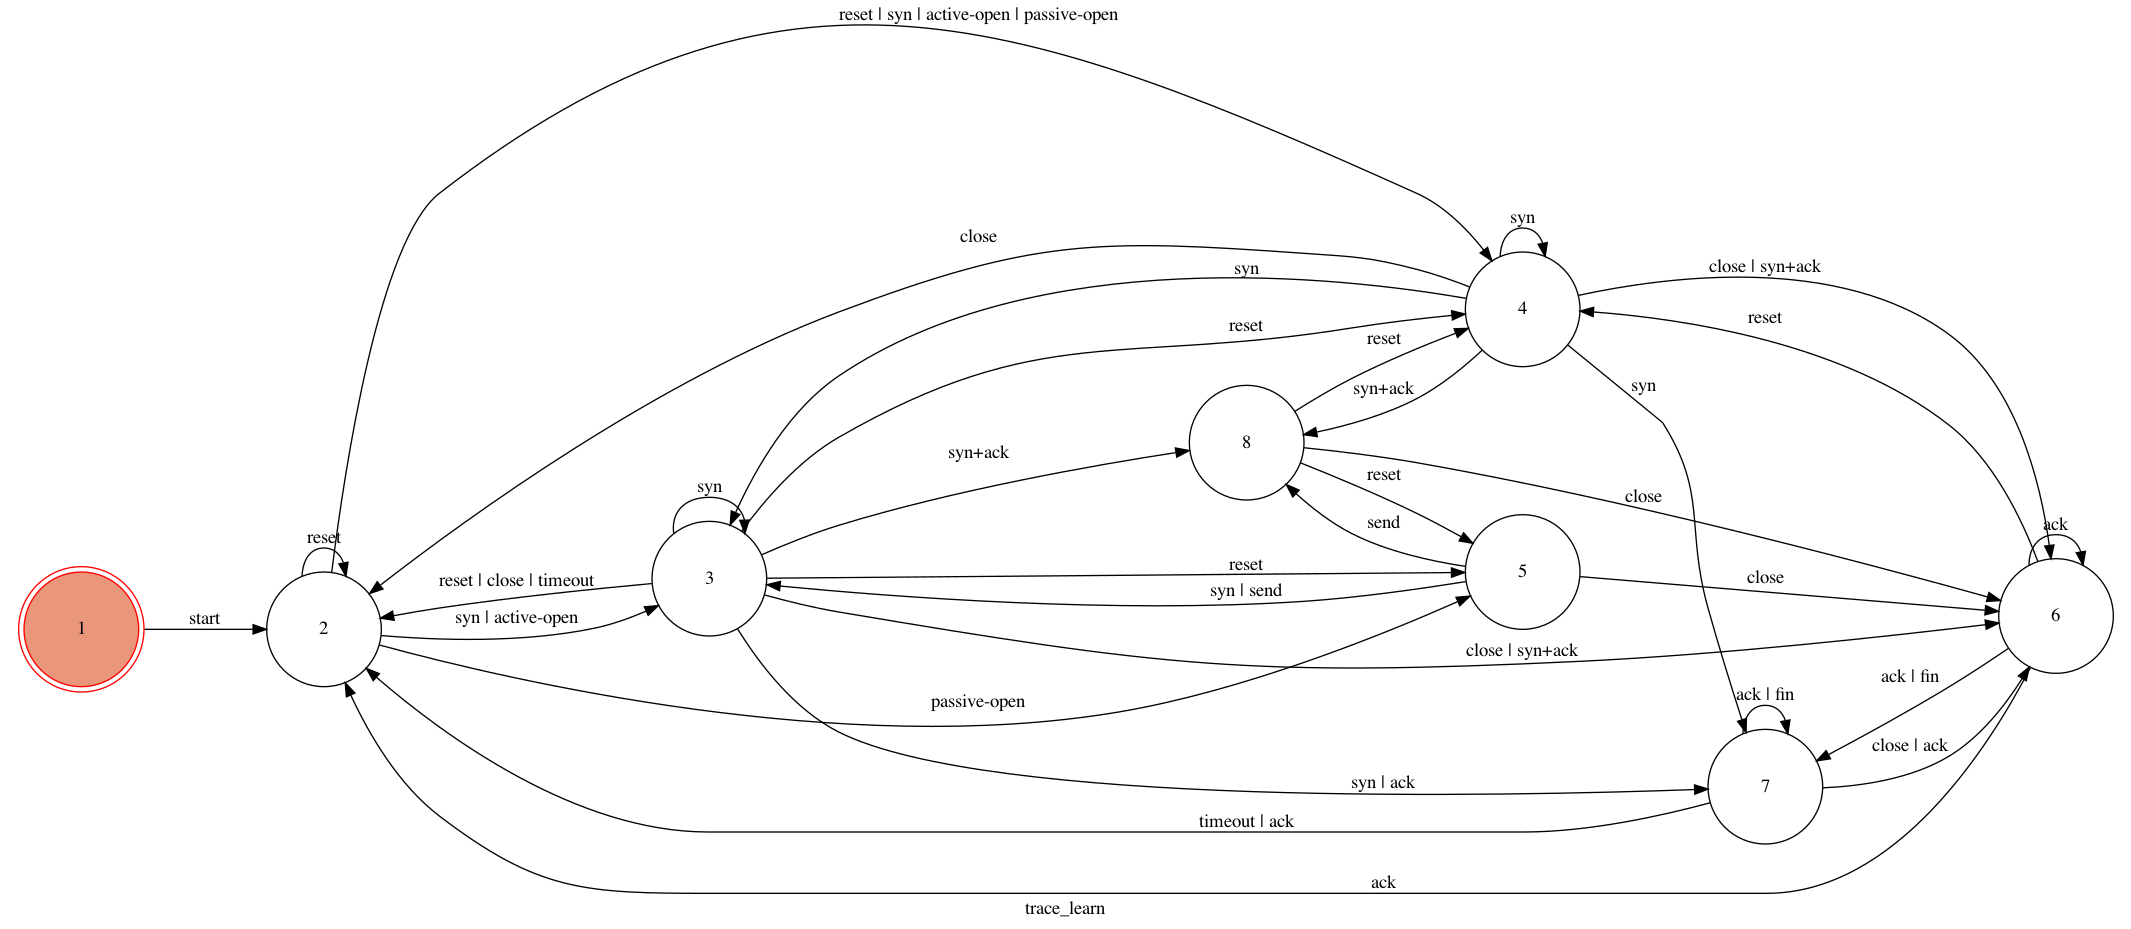 reset | syn | active-open | passive-open
syn
close
close | syn+ack
syn
4
reset
reset
reset
syn
syn+ack
8
syn+ack
reset
syn
close
send
ack
reset
reset
5
3
close
reset | close | timeout
syn | send
6
start
syn | active-open
2
1
close | syn+ack
ack | fin
ack | fin
passive-open
close | ack
syn | ack
7
timeout | ack
ack
trace_learn